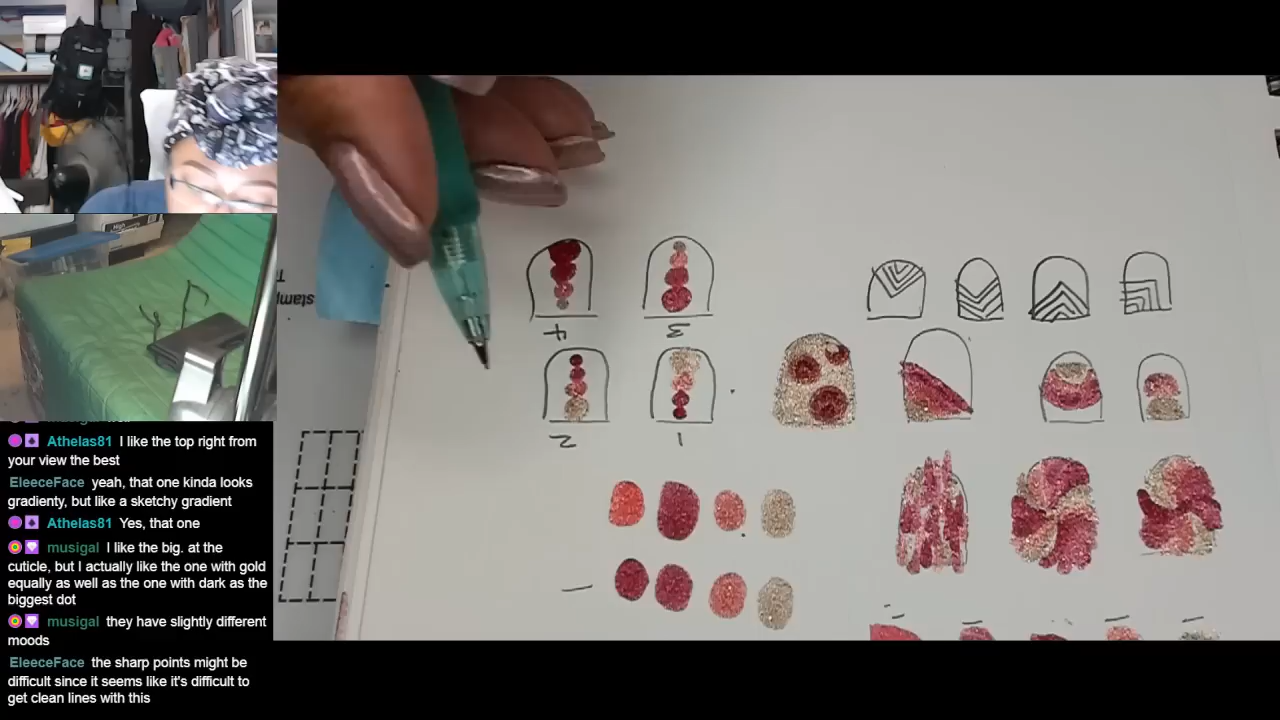 High
stamp
T
4
3
2
1
Athelas81 I like the top right from
your view the best
EleeceFace yeah, that one kinda looks
gradienty, but like a sketchy gradient
Athelas81 Yes, that one
musigal I like the big. at the
cuticle, but I actually like the one with gold
equally as well as the one with dark as the
biggest dot
musigal they have slightly different
moods
EleeceFace the sharp points might be
difficult since it seems like it's difficult to
get clean lines with this